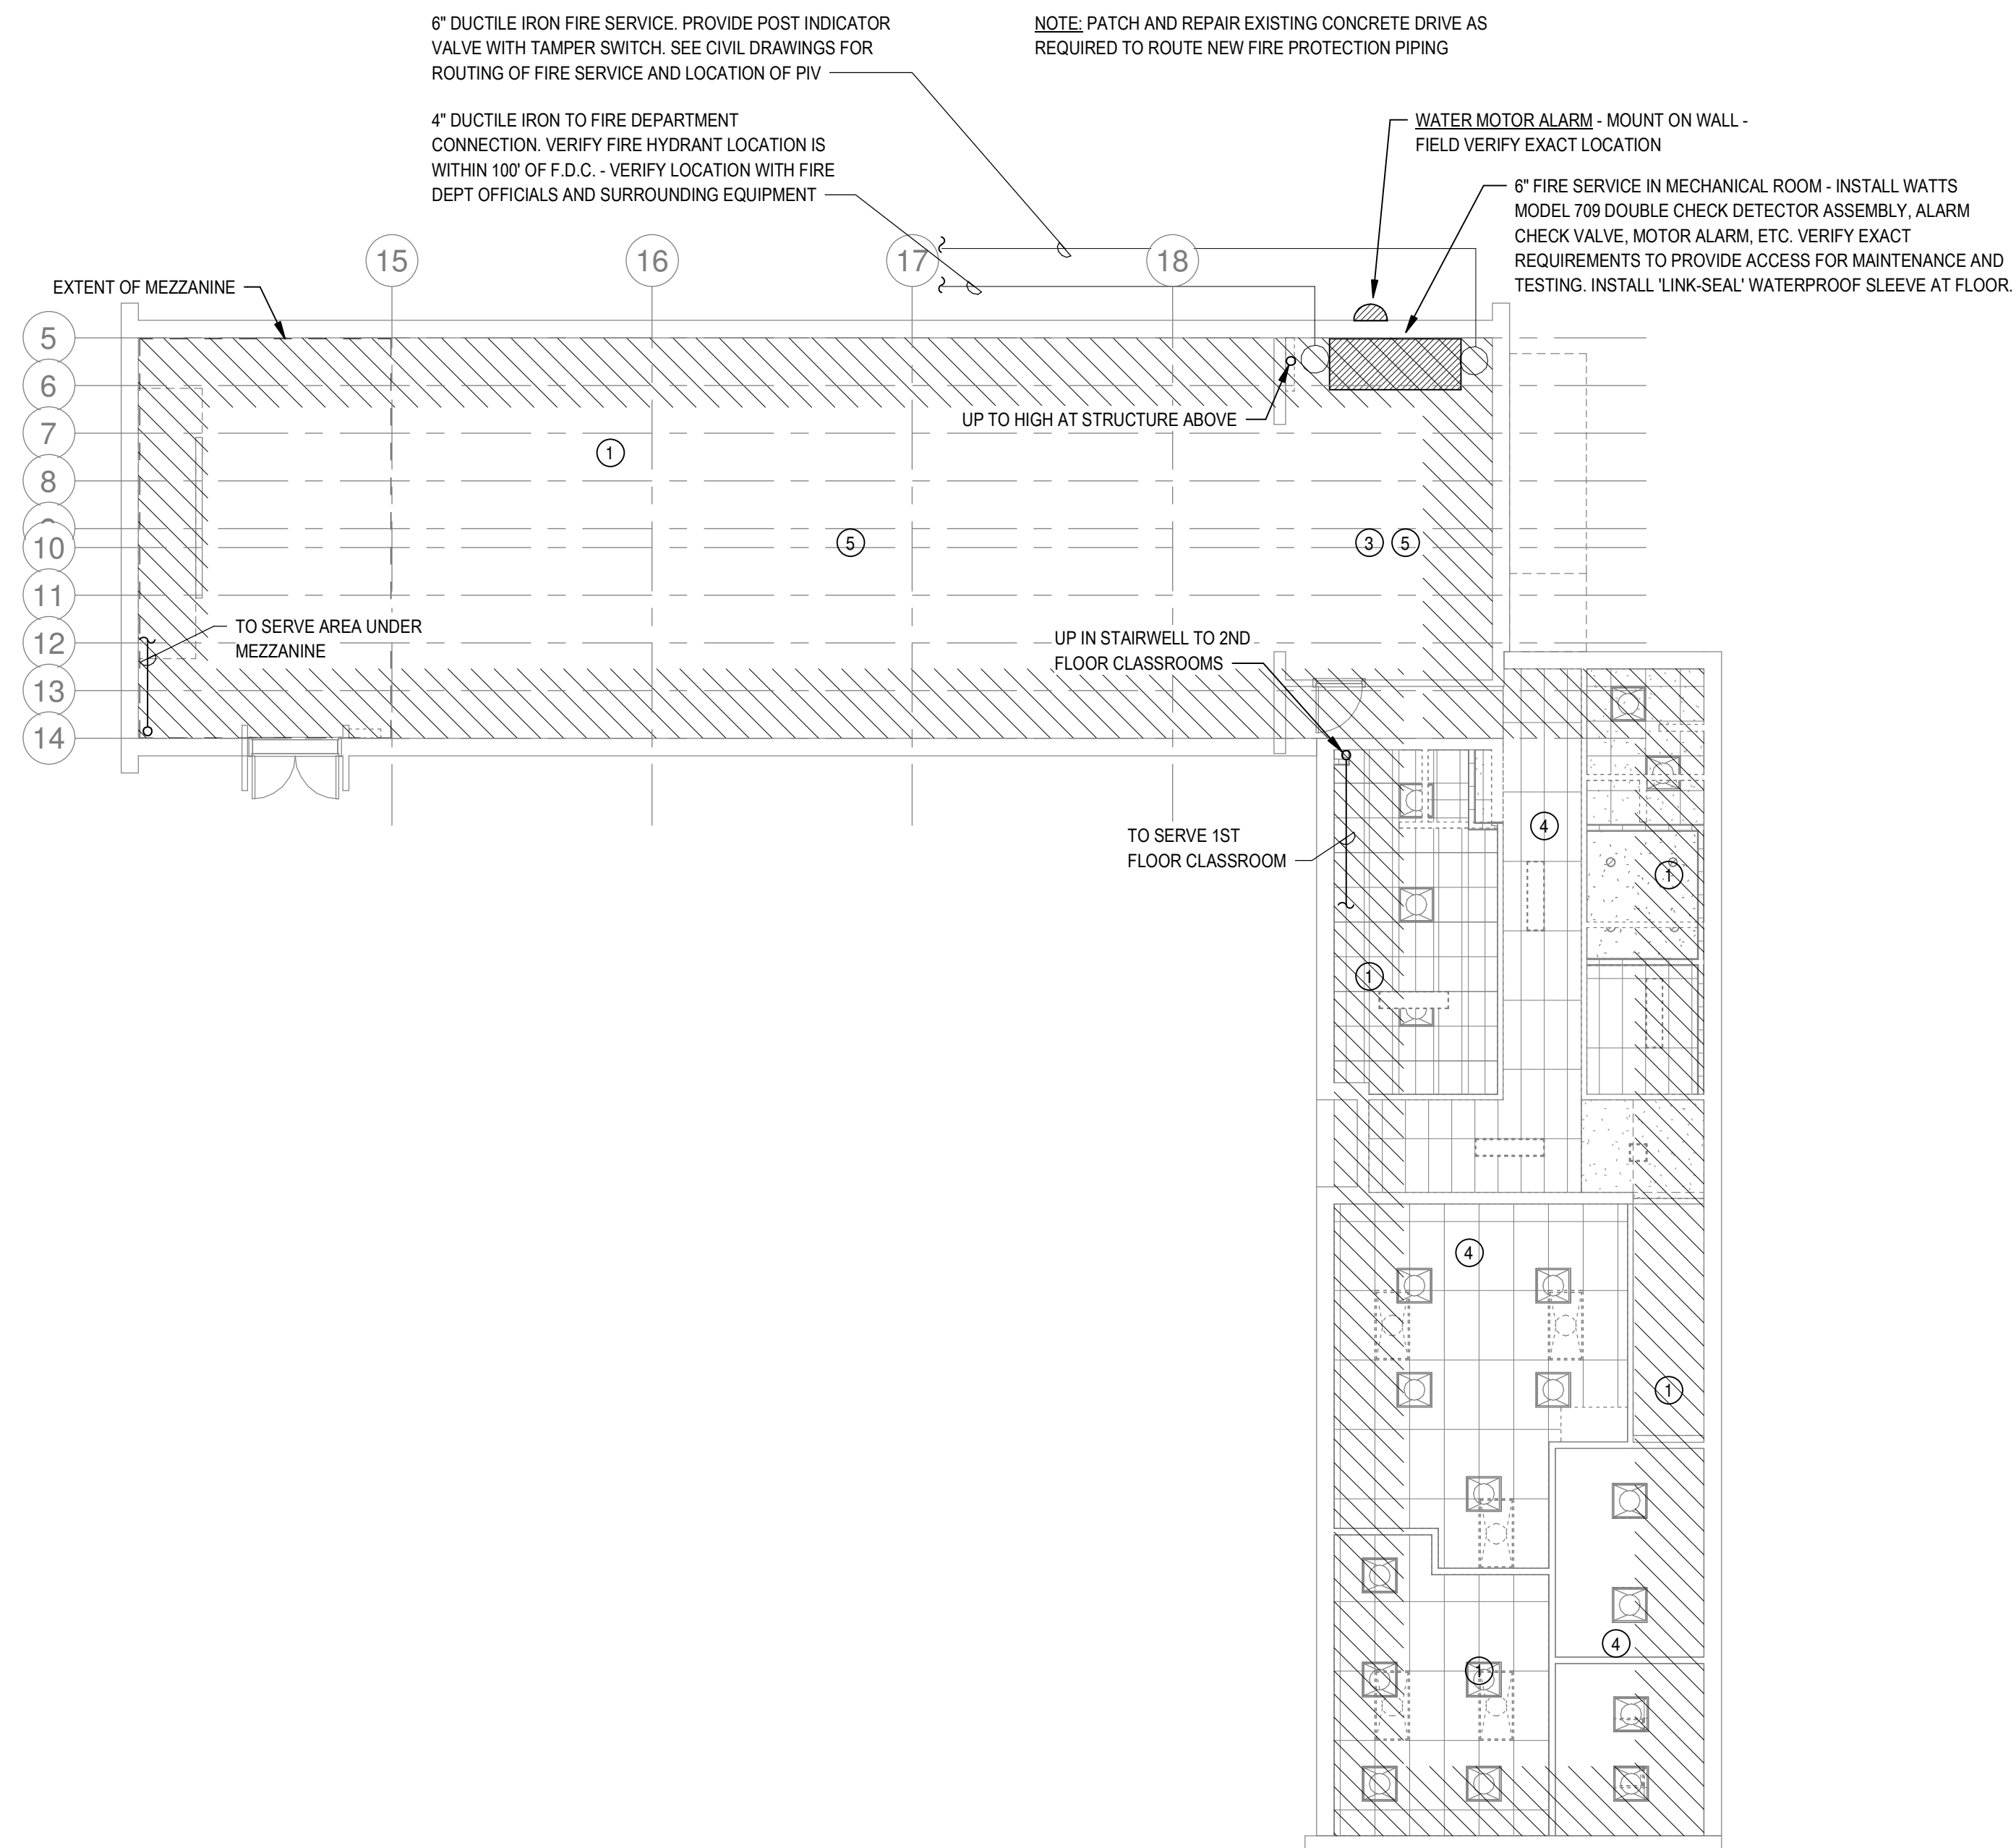 6" DUCTILE IRON FIRE SERVICE. PROVIDE POST INDICATOR
VALVE WITH TAMPER SWITCH. SEE CIVIL DRAWINGS FOR
ROUTING OF FIRE SERVICE AND LOCATION OF PIV
NOTE: PATCH AND REPAIR EXISTING CONCRETE DRIVE AS
REQUIRED TO ROUTE NEW FIRE PROTECTION PIPING
4" DUCTILE IRON TO FIRE DEPARTMENT
CONNECTION. VERIFY FIRE HYDRANT LOCATION IS
WITHIN 100' OF F.D.C. - VERIFY LOCATION WITH FIRE
DEPT OFFICIALS AND SURROUNDING EQUIPMENT
WATER MOTOR ALARM - MOUNT ON WALL -
FIELD VERIFY EXACT LOCATION
6" FIRE SERVICE IN MECHANICAL ROOM - INSTALL WATTS
MODEL 709 DOUBLE CHECK DETECTOR ASSEMBLY, ALARM
CHECK VALVE, MOTOR ALARM, ETC. VERIFY EXACT
REQUIREMENTS TO PROVIDE ACCESS FOR MAINTENANCE AND
TESTING. INSTALL 'LINK-SEAL' WATERPROOF SLEEVE AT FLOOR.
15
16
17
18
EXTENT OF MEZZANINE
5
6
7
8
10
11
12
13
14
UP TO HIGH AT STRUCTURE ABOVE
1
5
3
5
TO SERVE AREA UNDER
MEZZANINE
UP IN STAIRWELL TO 2ND
FLOOR CLASSROOMS
TO SERVE 1ST
FLOOR CLASSROOM
4
1
1
4
1
4
1